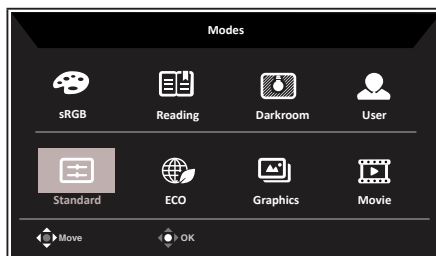 Modes
sRGB Reading Darkroom User
Standard ECO Graphics Movie
Move OK